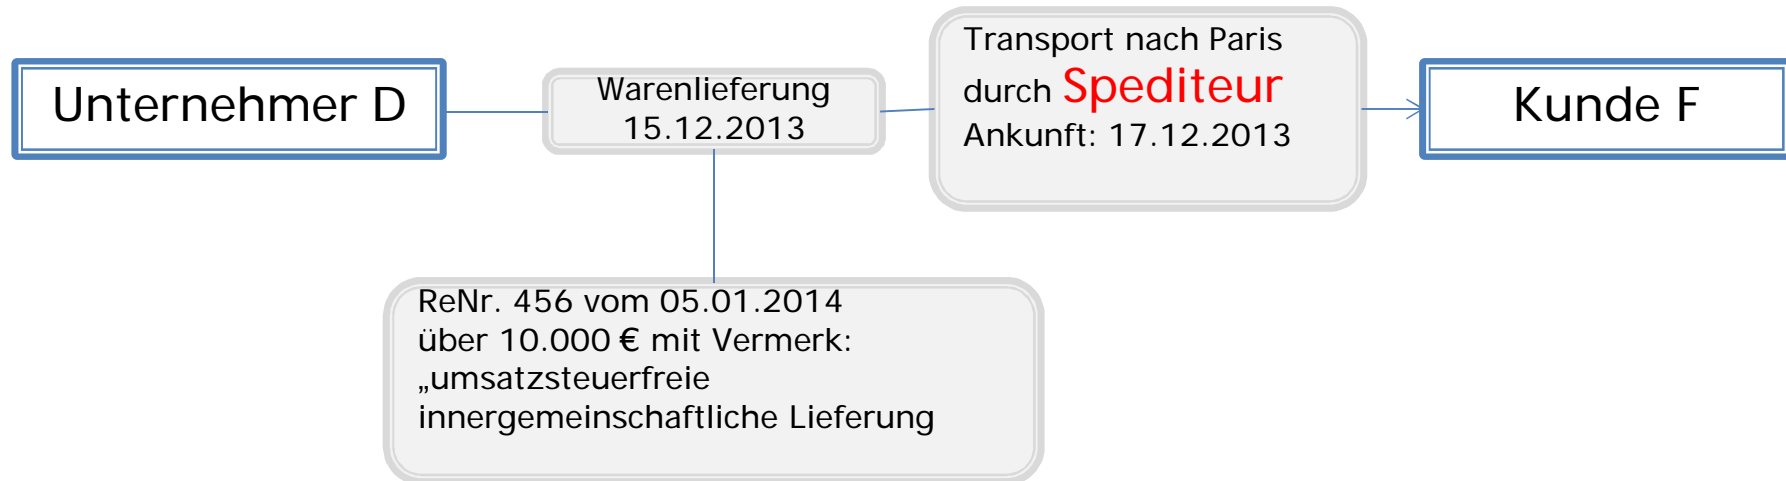 Unternehmer D
Warenlieferung
15.12.2013
Transport nach Paris
durch Spediteur
Ankunft: 17.12.2013
Kunde F
ReNr. 456 vom 05.01.2014
über 10.000 € mit Vermerk:
„umsatzsteuerfreie
innergemeinschaftliche Lieferung